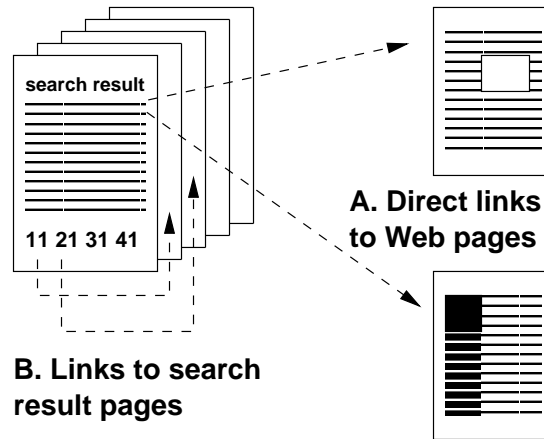 search result
11 21 31 41
A. Direct links
to Web pages
B. Links to search
result pages